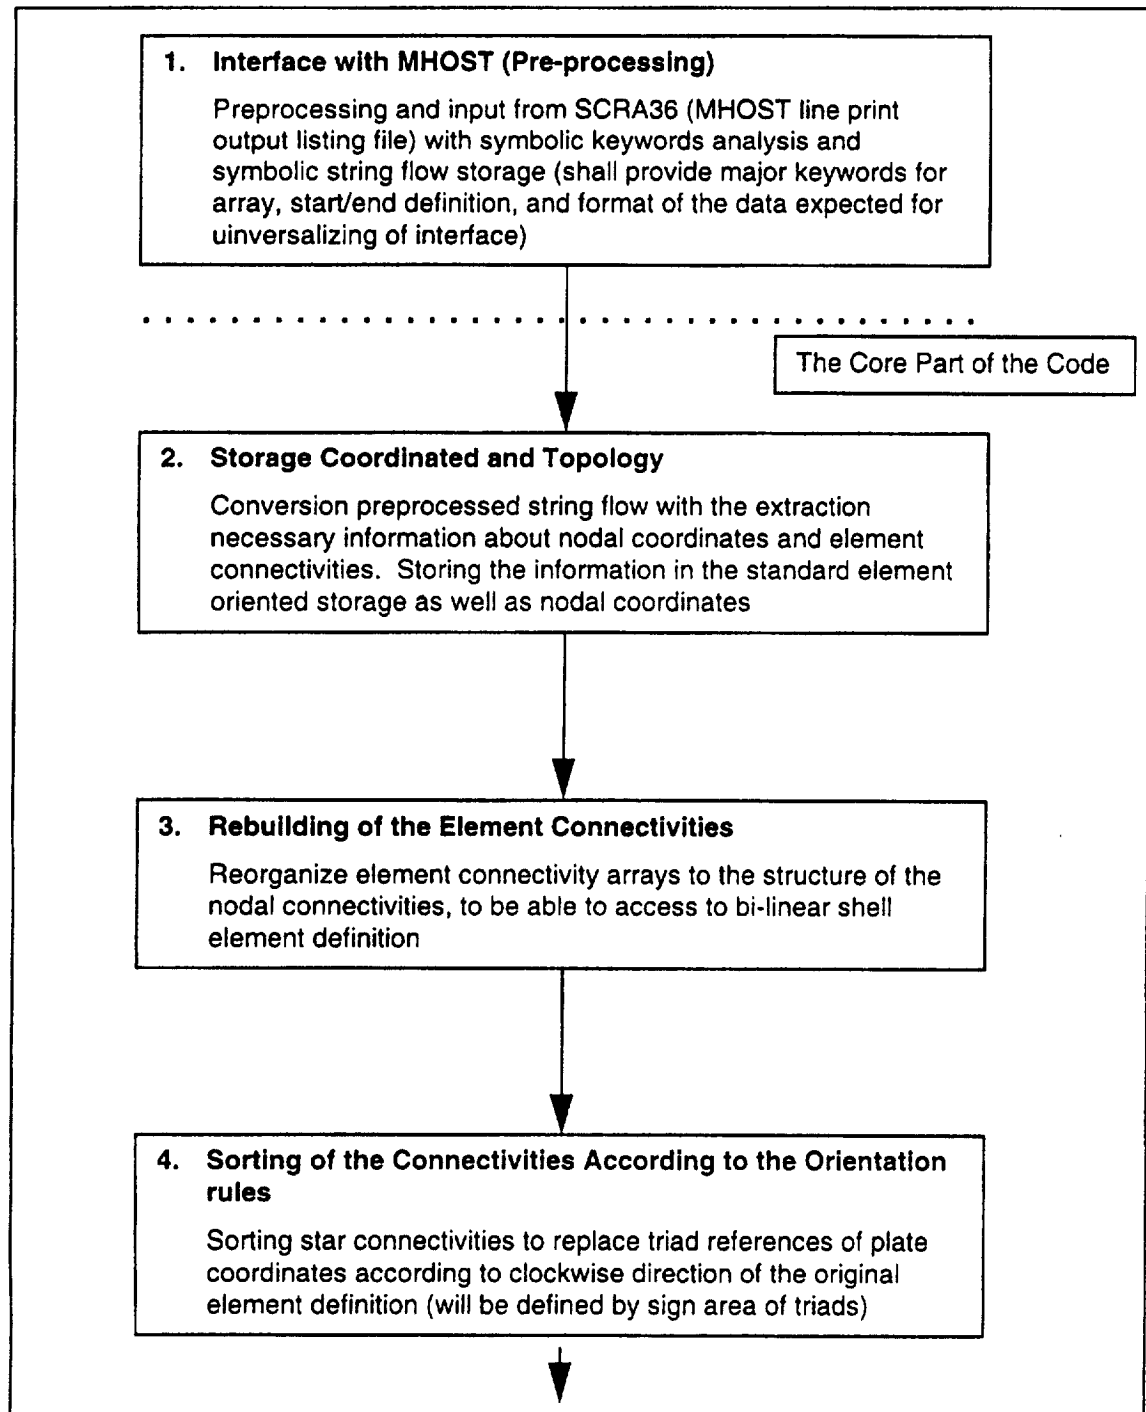 1. Interface with MHOST (Pre-processing)
Preprocessing and input from SCRA36 (MHOST line print
output listing file) with symbolic keywords analysis and
symbolic string flow storage (shall provide major keywords for
array, start/end definition, and format of the data expected for
uinversalizing of interface)
The Core Part of the Code
2. Storage Coordinated and Topology
Conversion preprocessed string flow with the extraction
necessary information about nodal coordinates and element
connectivities. Storing the information in the standard element
oriented storage as well as nodal coordinates
3. Rebuilding of the Element Connectivities
Reorganize element connectivity arrays to the structure of the
nodal connectivities, to be able to access to bi-linear shell
element definition
4. Sorting of the Connectivities According to the Orientation
rules
Sorting star connectivities to replace triad references of plate
coordinates according to clockwise direction of the original
element definition (will be defined by sign area of triads)